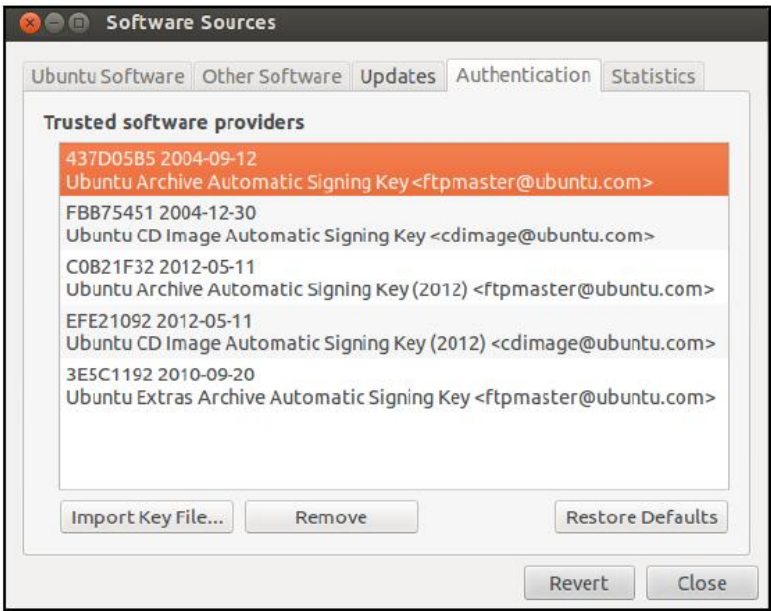 Software Sources
Ubuntu Software Other Software Updates Authentication Statistics
Trusted software providers
437D05B5 2004-09-12
Ubuntu Archive Automatic Signing Key <ftpmaster@ubuntu.com>
FBB75451 2004-12-30
Ubuntu CD Image Automatic Signing Key <cdimage@ubuntu.com>
C0B21F32 2012-05-11
Ubuntu Archive Automatic Signing Key (2012) <ftpmaster@ubuntu.com>
EFE21092 2012-05-11
Ubuntu CD Image Automatic Signing Key (2012) <cdimage@ubuntu.com>
3E5C1192 2010-09-20
Ubuntu Extras Archive Automatic Signing Key <ftpmaster@ubuntu.com>
Import Key File... Remove Restore Defaults
Revert Close